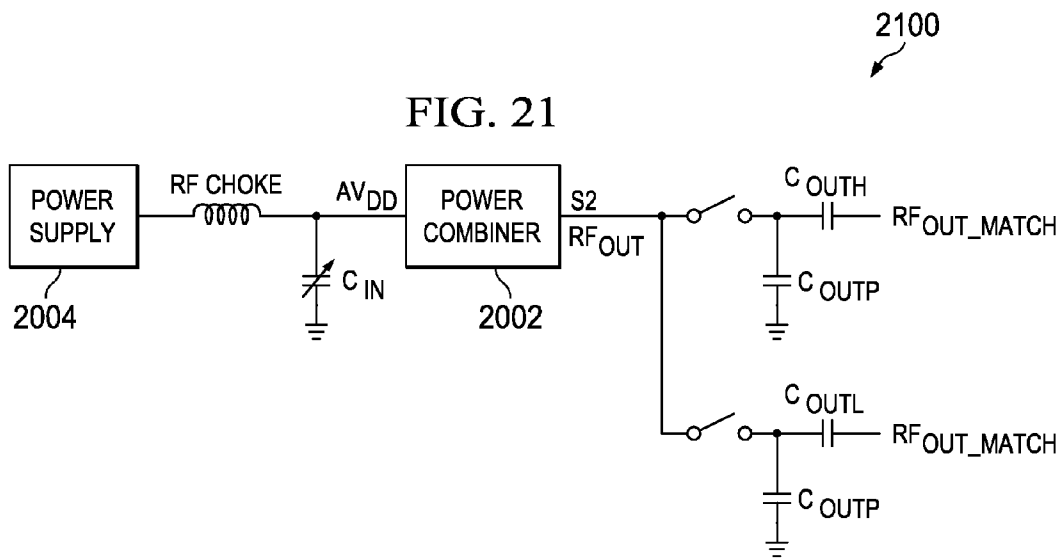 2100
FIG. 21
POWER SUPPLY
RF CHOKE
AVDD
POWER COMBINER
S2
RFOUT
COUTH
RFOUT_MATCH
CIN
COUTP
2004
2002
COUTL
RFOUT_MATCH
COUTP